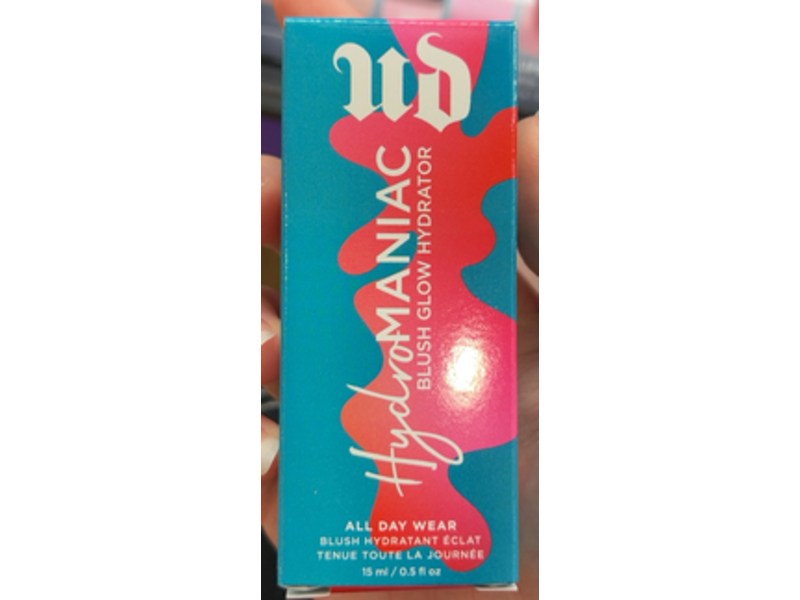 UD
HydroMANIAC
BLUSH GLOW HYDRATOR
ALL DAY WEAR
BLUSH HYDRATANT ÉCLAT
TENUE TOUTE LA JOURNÉE
15 ml / 0.5 fl oz